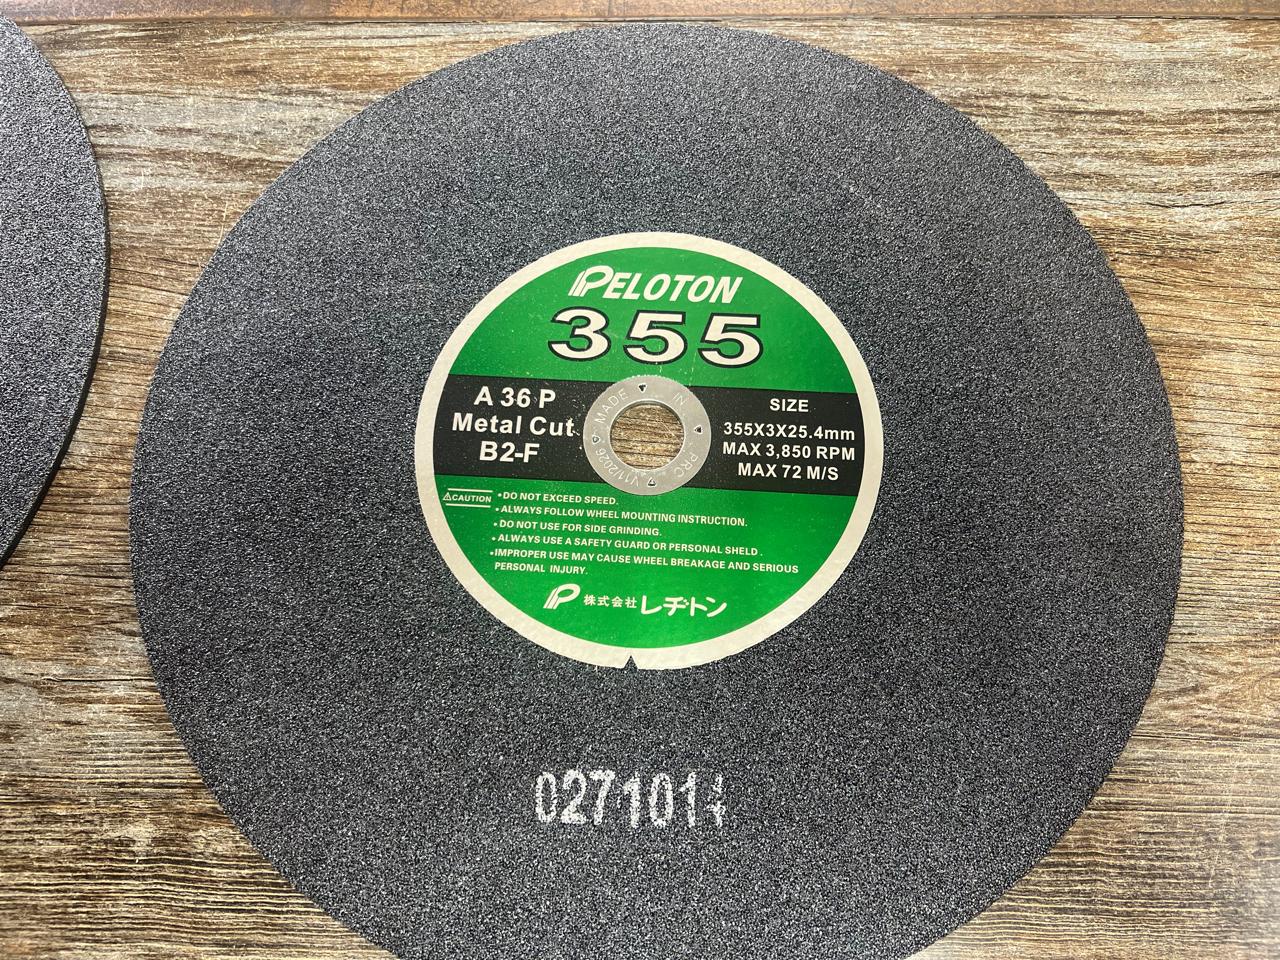 PELOTON
355
A 36 P
Metal Cut
B2-F
MADE IN PRC V11/2026
SIZE
355X3X25.4mm
MAX 3,850 RPM
MAX 72 M/S
CAUTION
• DO NOT EXCEED SPEED.
• ALWAYS FOLLOW WHEEL MOUNTING INSTRUCTION.
• DO NOT USE FOR SIDE GRINDING.
• ALWAYS USE A SAFETY GUARD OR PERSONAL SHELD .
• IMPROPER USE MAY CAUSE WHEEL BREAKAGE AND SERIOUS
PERSONAL INJURY.
株式会社 レヂトン
027101